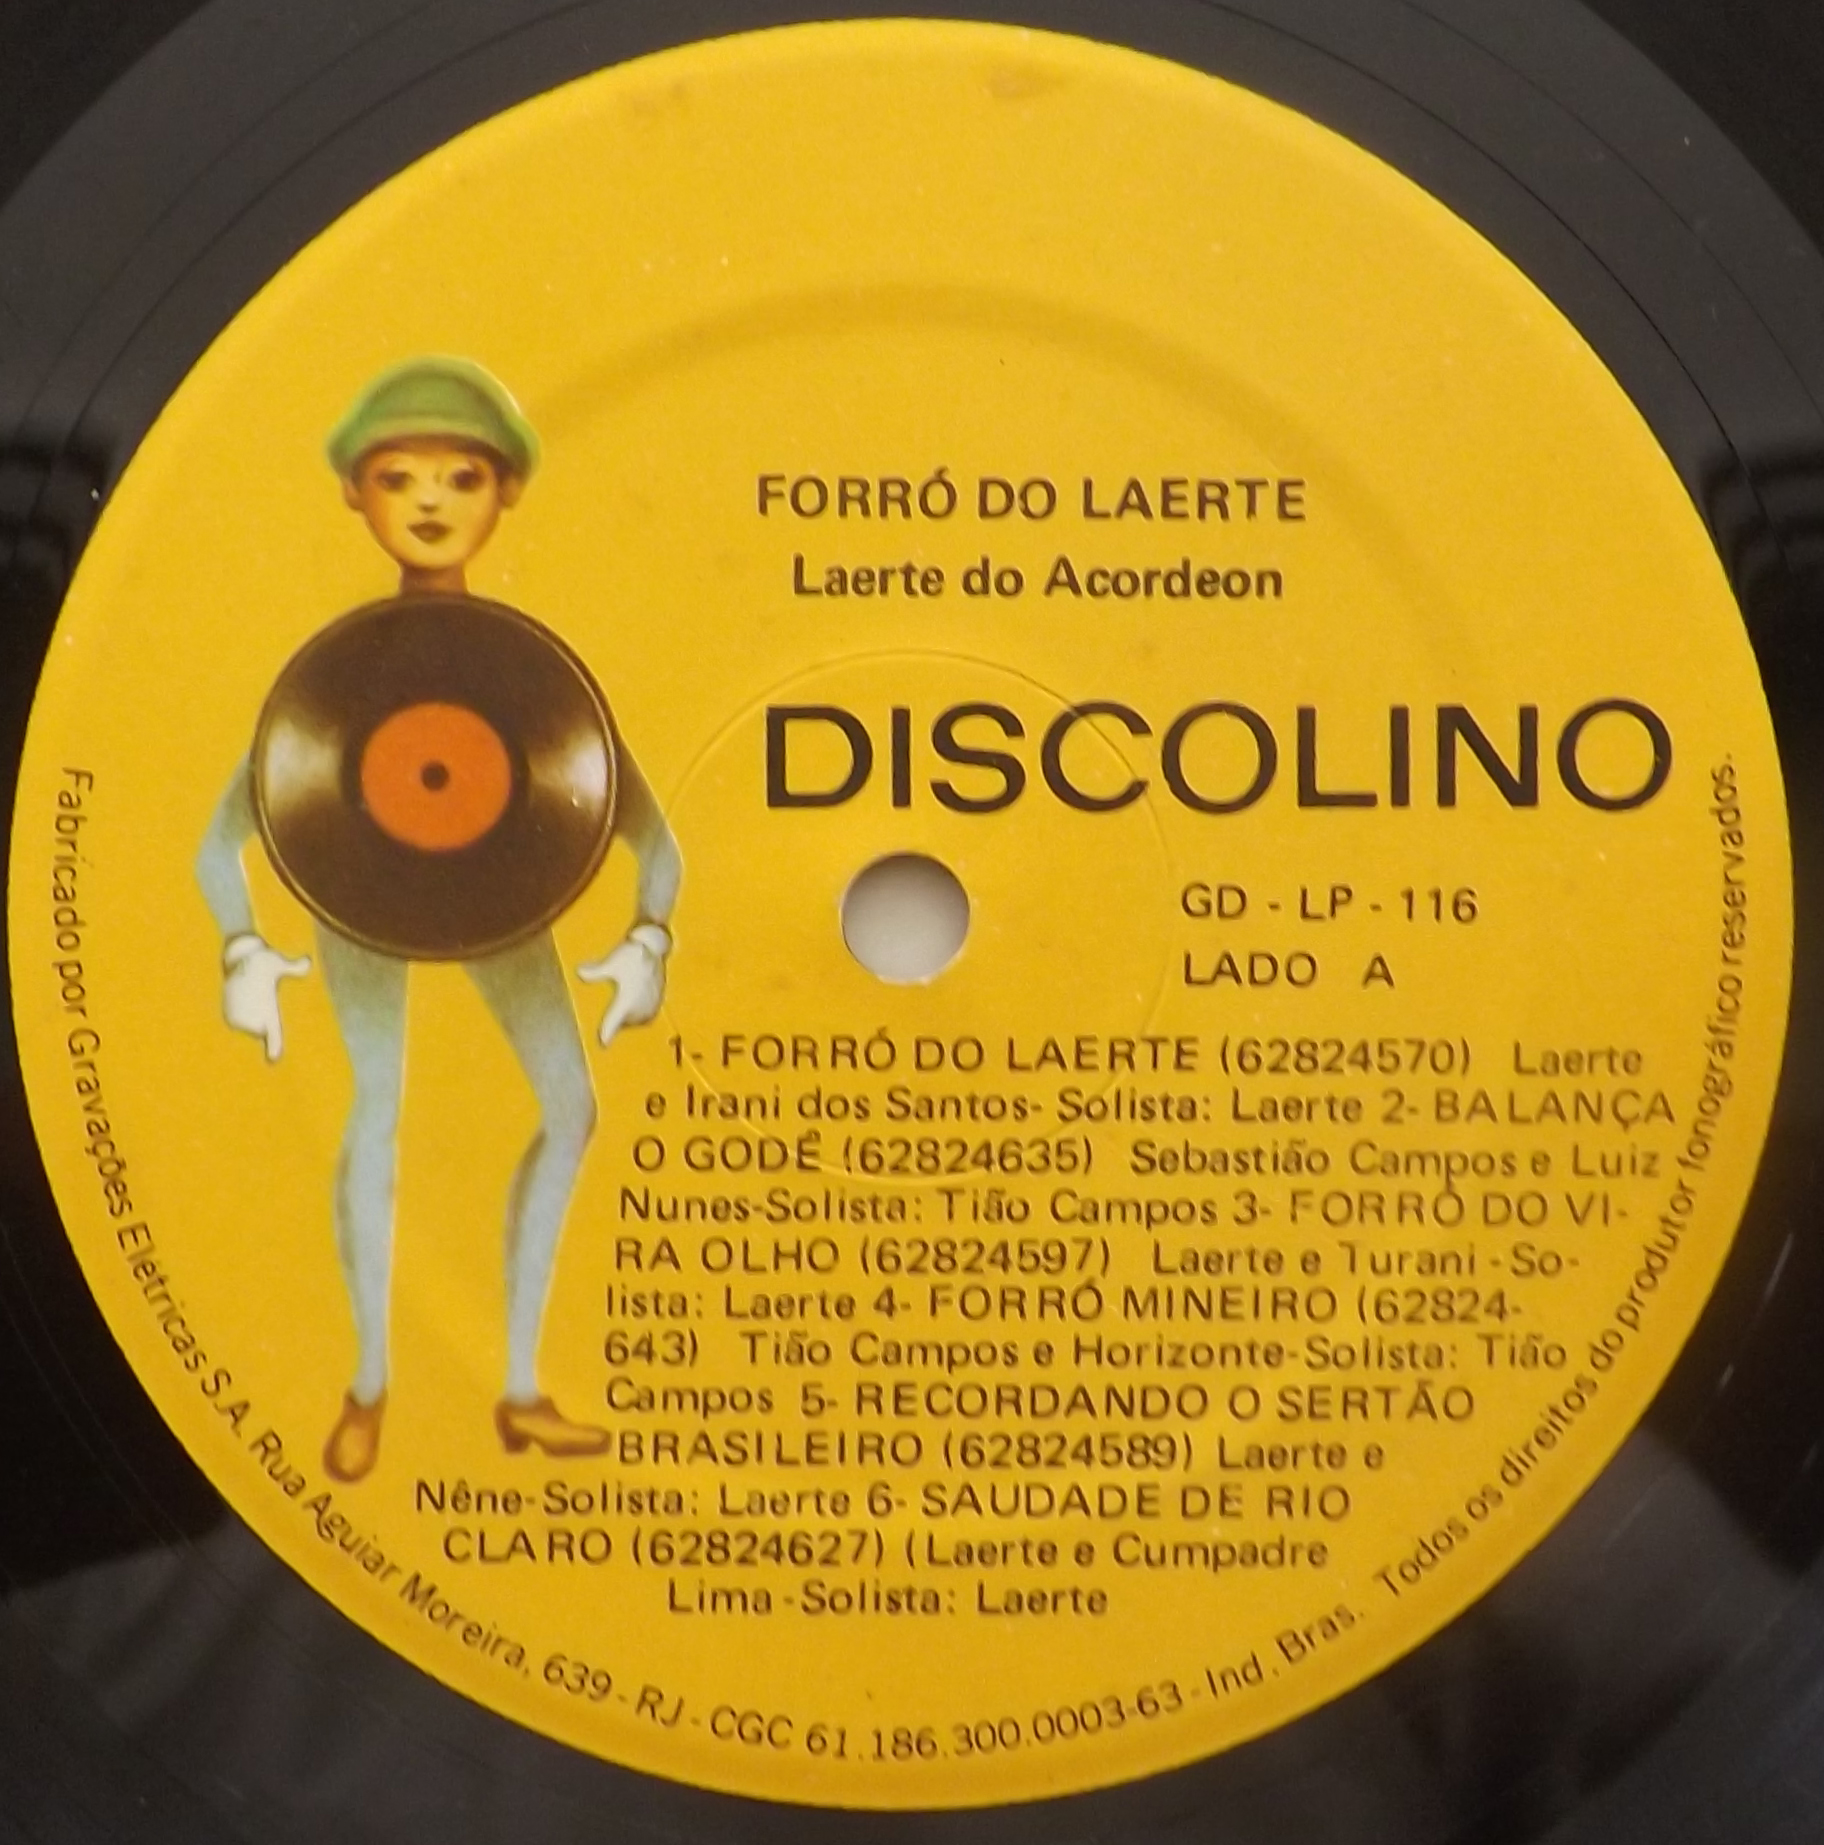 FORRÓ DO LAERTE
Laerte do Acordeon
DISCOLINO
GD - LP - 116
LADO A
1- FORRÓ DO LAERTE (62824570) Laerte
e Irani dos Santos- Solista: Laerte 2- BALANÇA
O GODÊ (62824635) Sebastião Campos e Luiz
Nunes-Solista: Tião Campos 3- FORRÓ DO VI-
RA OLHO (62824597) Laerte e Turani - So-
lista: Laerte 4- FORRÓ MINEIRO (62824-
643) Tião Campos e Horizonte-Solista: Tião
Campos 5- RECORDANDO O SERTÃO
BRASILEIRO (62824589) Laerte e
Nêne-Solista: Laerte 6- SAUDADE DE RIO
CLARO (62824627) (Laerte e Cumpadre
Lima -Solista: Laerte
Fabricado por Gravações Elétricas S.A. Rua Aguiar Moreira, 639 - RJ - CGC 61.186.300.0003-63 - Ind. Bras. Todos os direitos do produtor fonográfico reservados.